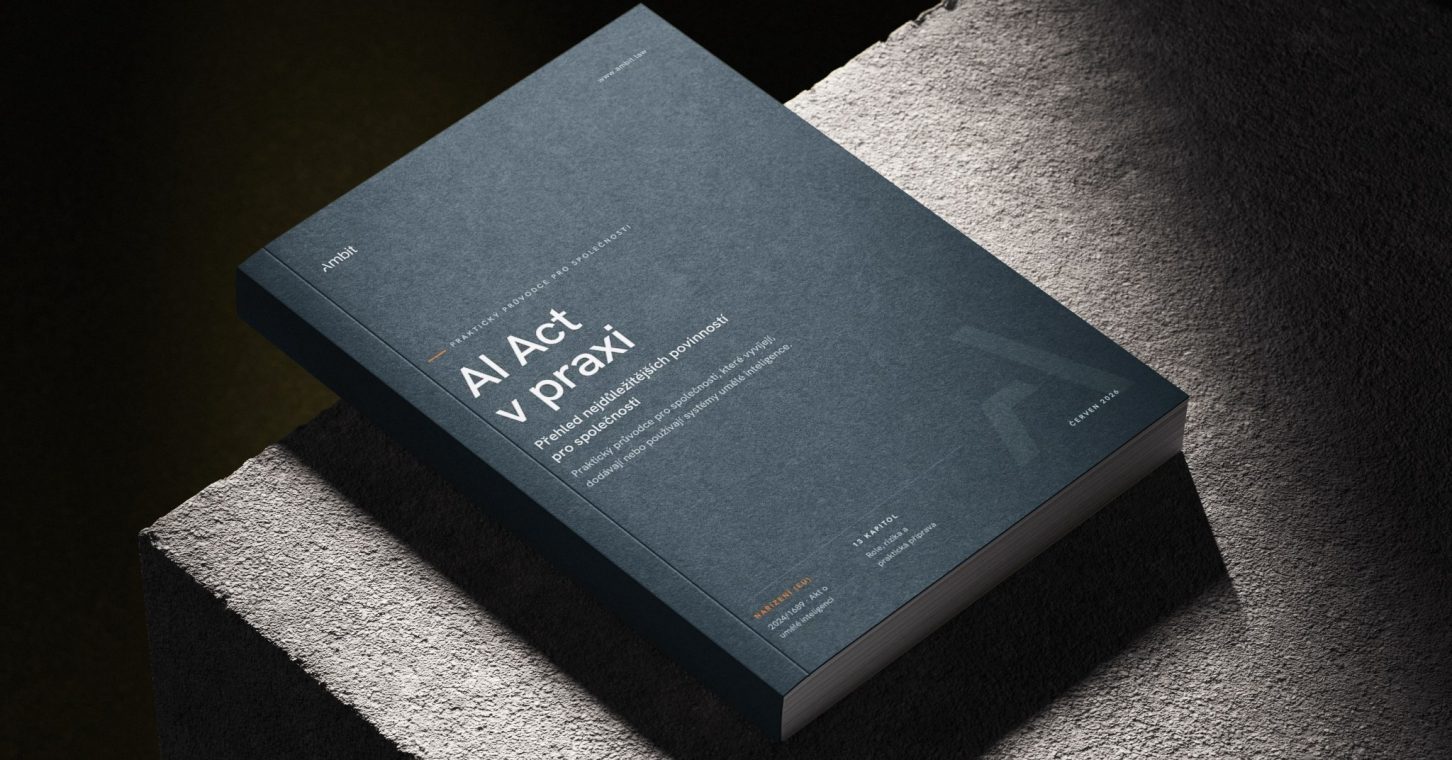 www.ambit.law
Ambit
PRAKTICKÝ PRŮVODCE PRO SPOLEČNOSTI
AI Act
v praxi
Přehled nejdůležitějších povinností
pro společnosti
Praktický průvodce pro společnosti, které vyvíjejí,
dodávají nebo používají systémy umělé inteligence.
NAŘÍZENÍ (EU)
2024/1689 · Akt o
umělé inteligenci
13 KAPITOL
Role, rizika a
praktická příprava
ČERVEN 2026